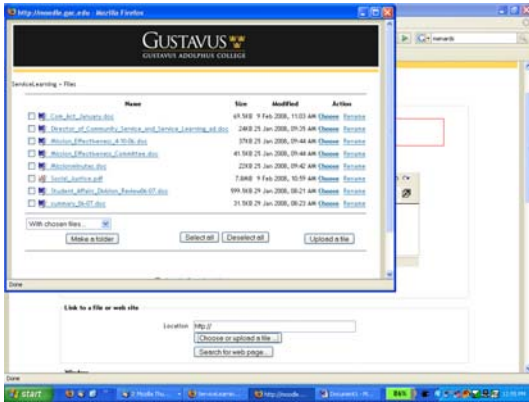 http://moodle.gac.edu - Mozilla Firefox
GUSTAVUS
GUSTAVUS ADOLPHUS COLLEGE
ServiceLearning » Files
Name Size Modified Action
Com_Act_January.doc 69.5KB 9 Feb 2008, 11:03 AM Choose Rename
Director_of_Community_Service_and_Service_Learning_ad.doc 24KB 25 Jan 2008, 09:35 AM Choose Rename
Mission_Effectiveness_4-10-06.doc 37KB 25 Jan 2008, 09:44 AM Choose Rename
Mission_Effectiveness_Committee.doc 41.5KB 25 Jan 2008, 09:44 AM Choose Rename
Missionminutes.doc 22KB 25 Jan 2008, 09:42 AM Choose Rename
Social_Justice.pdf 7.8MB 9 Feb 2008, 10:59 AM Choose Rename
Student_Affairs_Division_Review06-07.doc 599.5KB 29 Jan 2008, 08:21 AM Choose Rename
summary_06-07.doc 31.5KB 29 Jan 2008, 08:23 AM Choose Rename
With chosen files...
Make a folder Select all Deselect all Upload a file
Done
Link to a file or web site
Location http://
Choose or upload a file ...
Search for web page...
Window
Done
start
86%